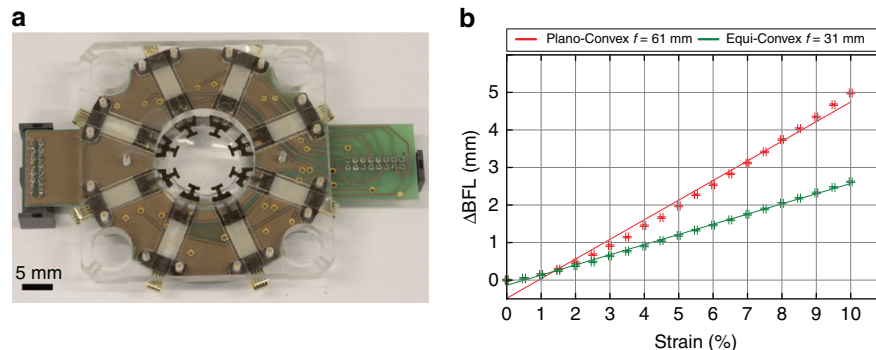 a
5 mm
b
Plano-Convex f = 61 mm
Equi-Convex f = 31 mm
ΔBFL (mm)
5
4
3
2
1
0
0 1 2 3 4 5 6 7 8 9 10
Strain (%)